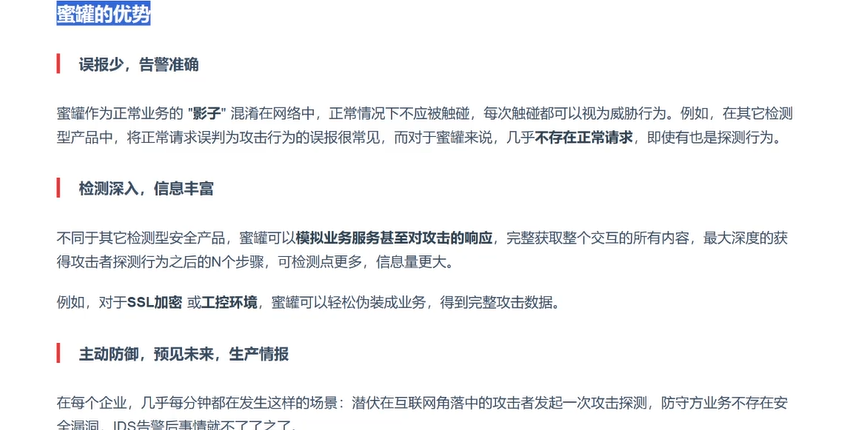 蜜罐的优势
误报少，告警准确
蜜罐作为正常业务的 "影子" 混淆在网络中，正常情况下不应被触碰，每次触碰都可以视为威胁行为。例如，在其它检测
型产品中，将正常请求误判为攻击行为的误报很常见，而对于蜜罐来说，几乎不存在正常请求，即使有也是探测行为。
检测深入，信息丰富
不同于其它检测型安全产品，蜜罐可以模拟业务服务甚至对攻击的响应，完整获取整个交互的所有内容，最大深度的获
得攻击者探测行为之后的N个步骤，可检测点更多，信息量更大。
例如，对于SSL加密 或工控环境，蜜罐可以轻松伪装成业务，得到完整攻击数据。
主动防御，预见未来，生产情报
在每个企业，几乎每分钟都在发生这样的场景：潜伏在互联网角落中的攻击者发起一次攻击探测，防守方业务不存在安
全漏洞，IDS告警后事情就不了了之了。